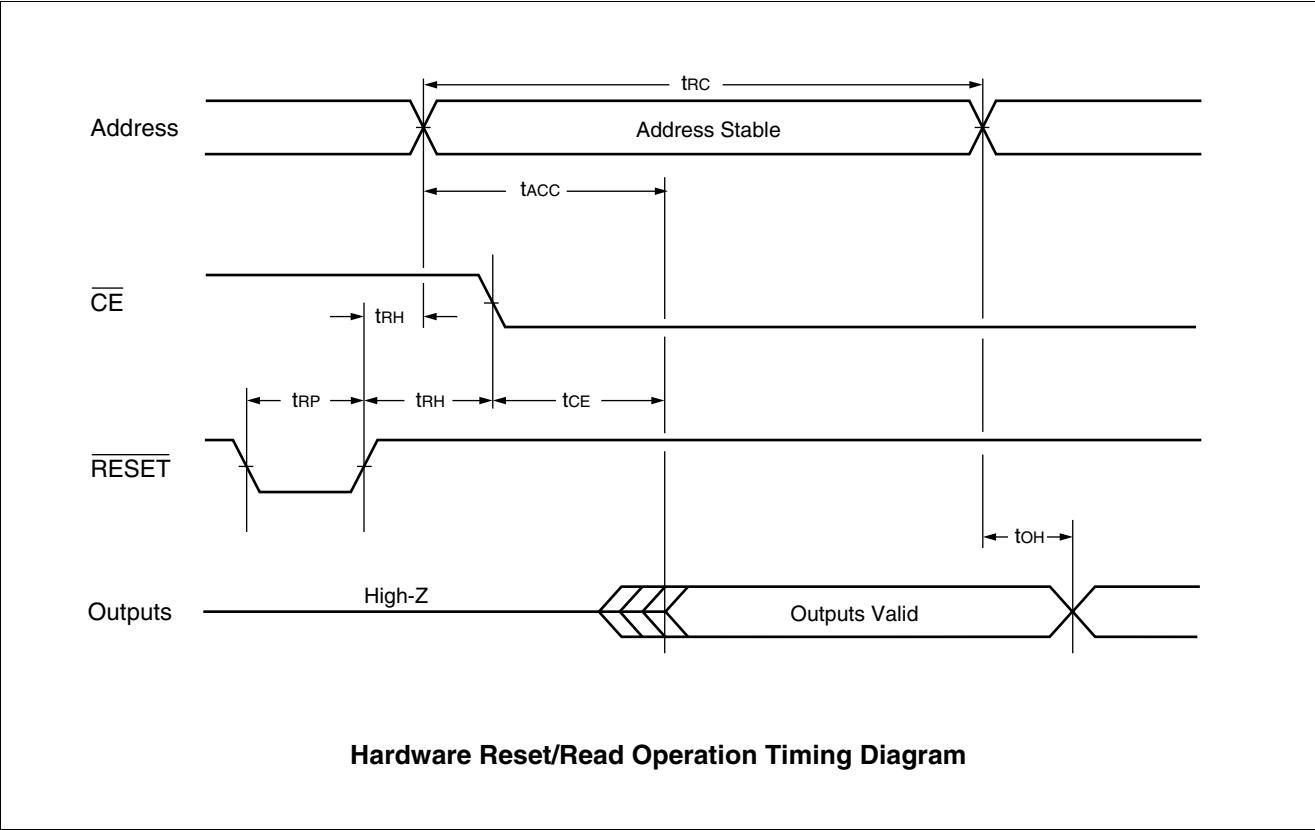 tRC
Address
Address Stable
tACC
CE
tRH
tRP
tRH
tCE
RESET
tOH
High-Z
Outputs
Outputs Valid
Hardware Reset/Read Operation Timing Diagram